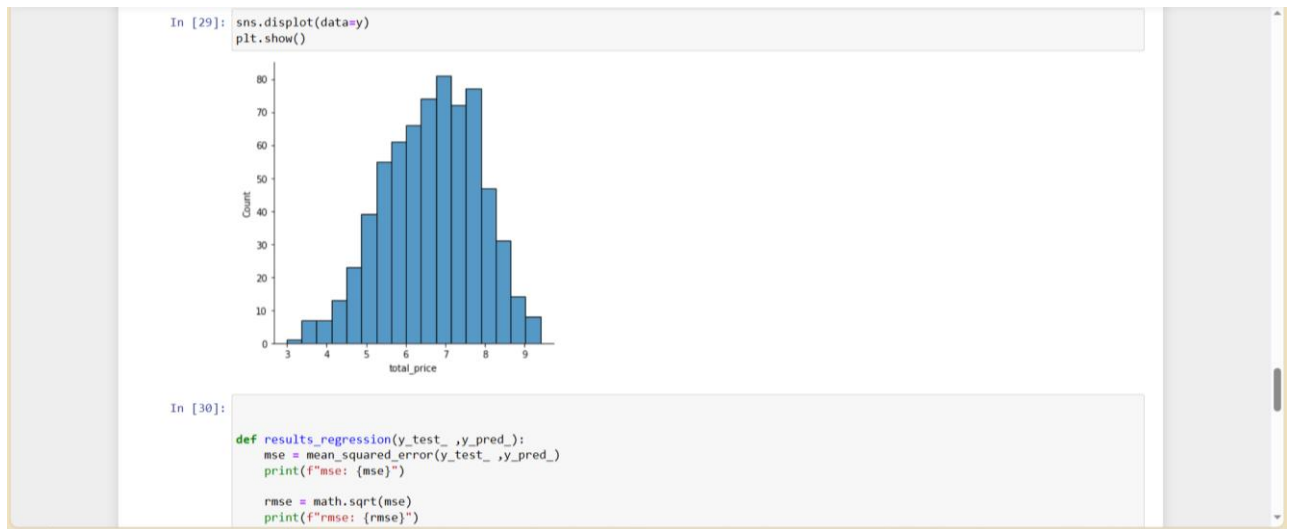 In [29]: sns.displot(data=y)
plt.show()
80
70
60
50
40
30
20
10
0
Count
3 4 5 6 7 8 9
total_price
In [30]:
def results_regression(y_test_ ,y_pred_):
mse = mean_squared_error(y_test_ ,y_pred_)
print(f"mse: {mse}")
rmse = math.sqrt(mse)
print(f"rmse: {rmse}")